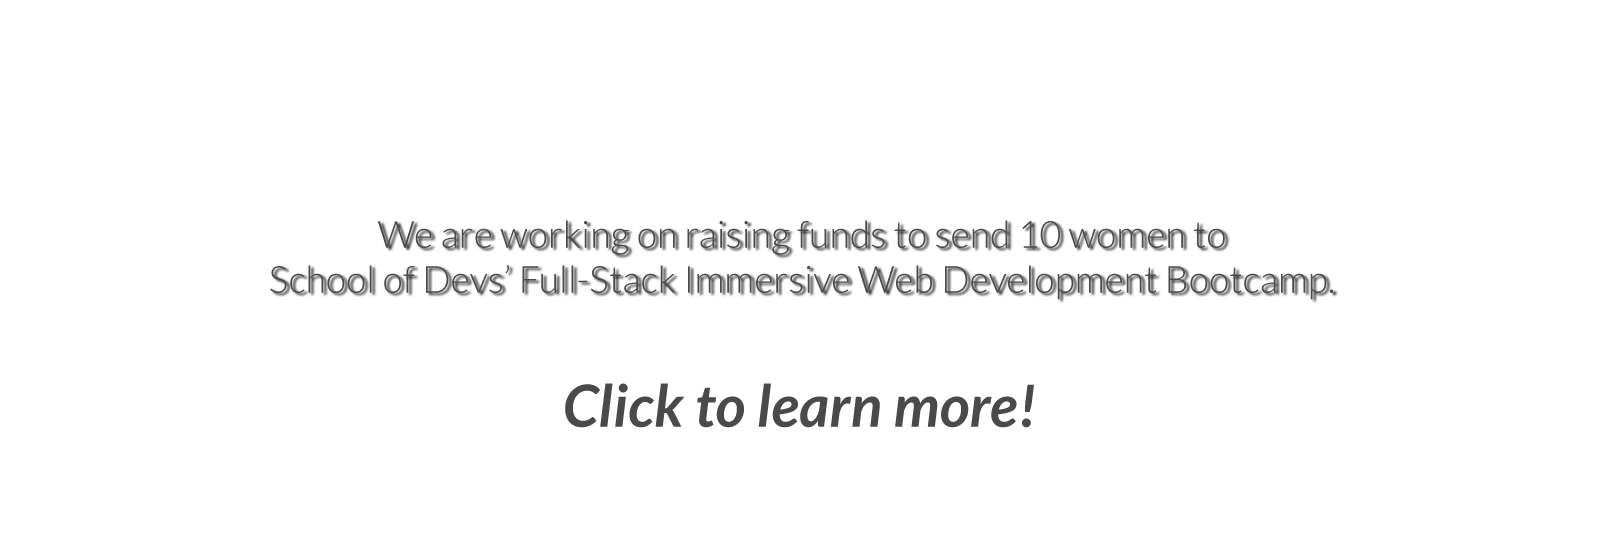 We are working on raising funds to send 10 women to
School of Devs’ Full-Stack Immersive Web Development Bootcamp.
Click to learn more!